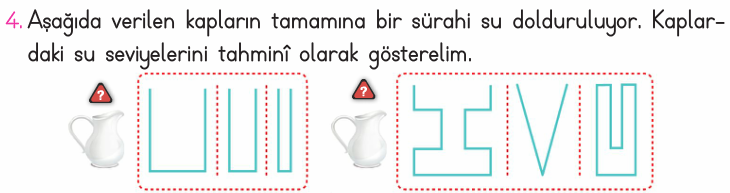 4. Aşağıda verilen kapların tamamına bir sürahi su dolduruluyor. Kaplar-
daki su seviyelerini tahminî olarak gösterelim.
?
?